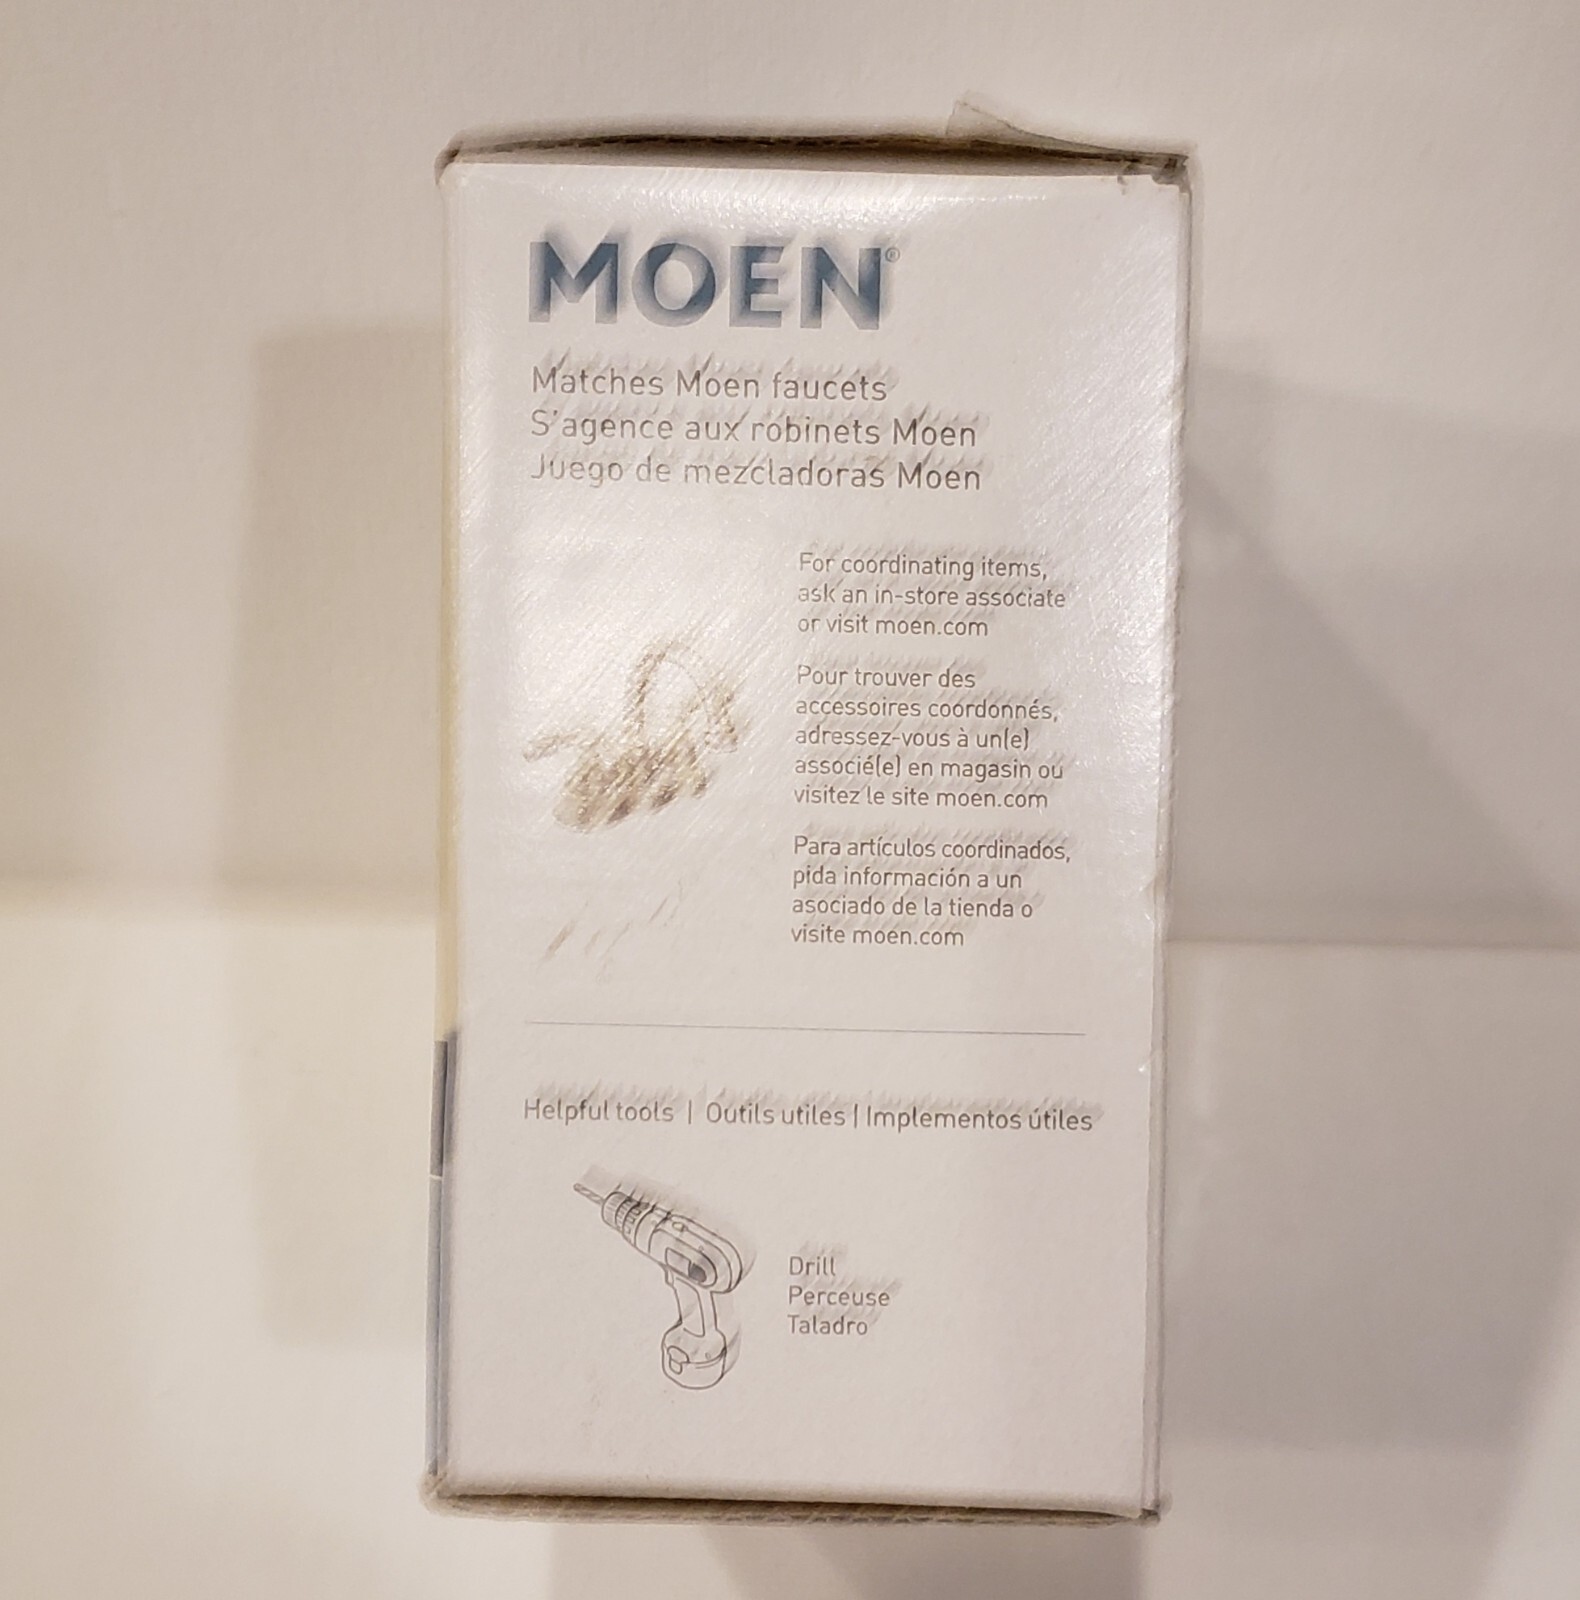 MOEN®
Matches Moen faucets
S'agence aux robinets Moen
Juego de mezcladoras Moen
For coordinating items,
ask an in-store associate
or visit moen.com
Pour trouver des
accessoires coordonnés,
adressez-vous à un(e)
associé(e) en magasin ou
visitez le site moen.com
Para artículos coordinados,
pida información a un
asociado de la tienda o
visite moen.com
Helpful tools | Outils utiles | Implementos útiles
Drill
Perceuse
Taladro